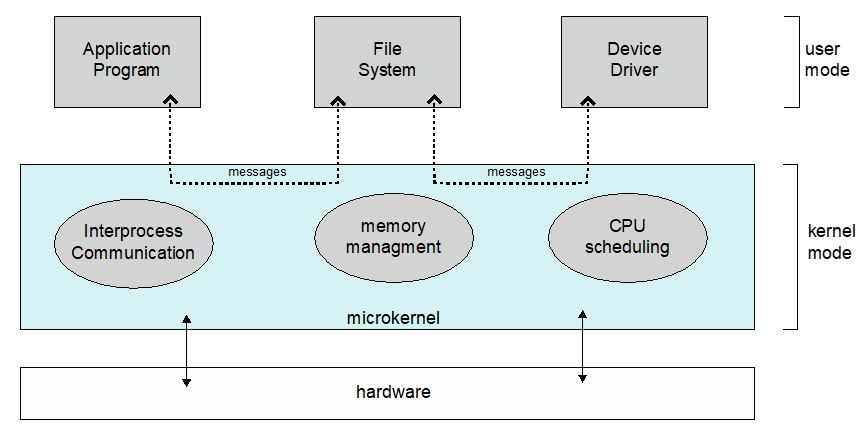 Application
Program
File
System
Device
Driver
user
mode
messages
messages
Interprocess
Communication
memory
managment
CPU
scheduling
kernel
mode
microkernel
hardware